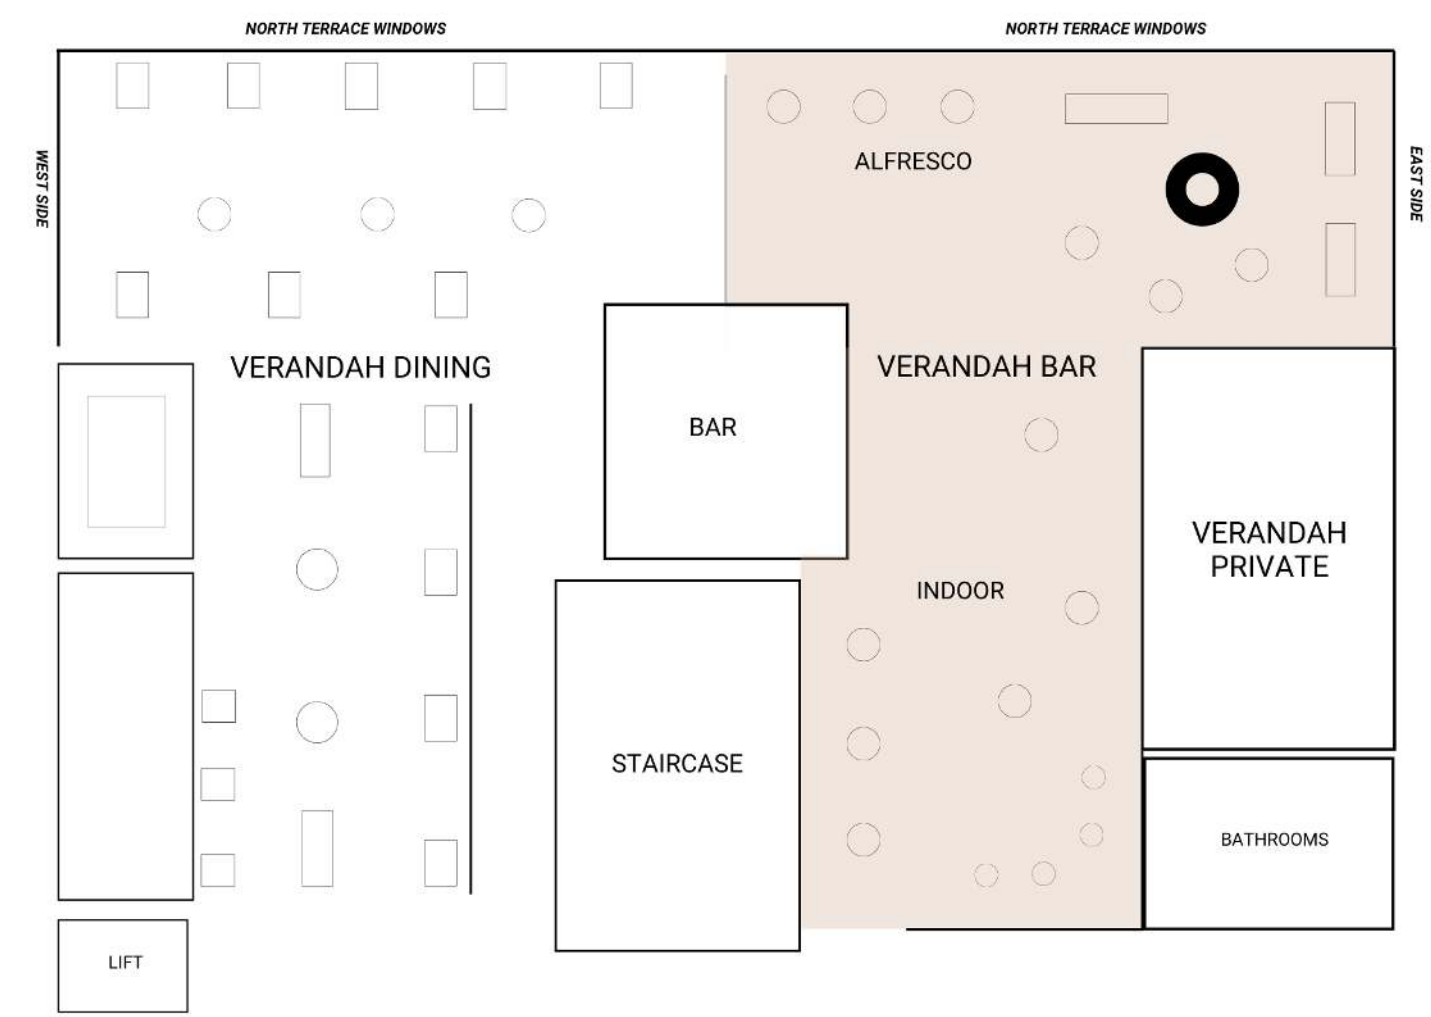 NORTH TERRACE WINDOWS
NORTH TERRACE WINDOWS
WEST SIDE
EAST SIDE
ALFRESCO
VERANDAH DINING
VERANDAH BAR
BAR
VERANDAH
PRIVATE
INDOOR
STAIRCASE
BATHROOMS
LIFT